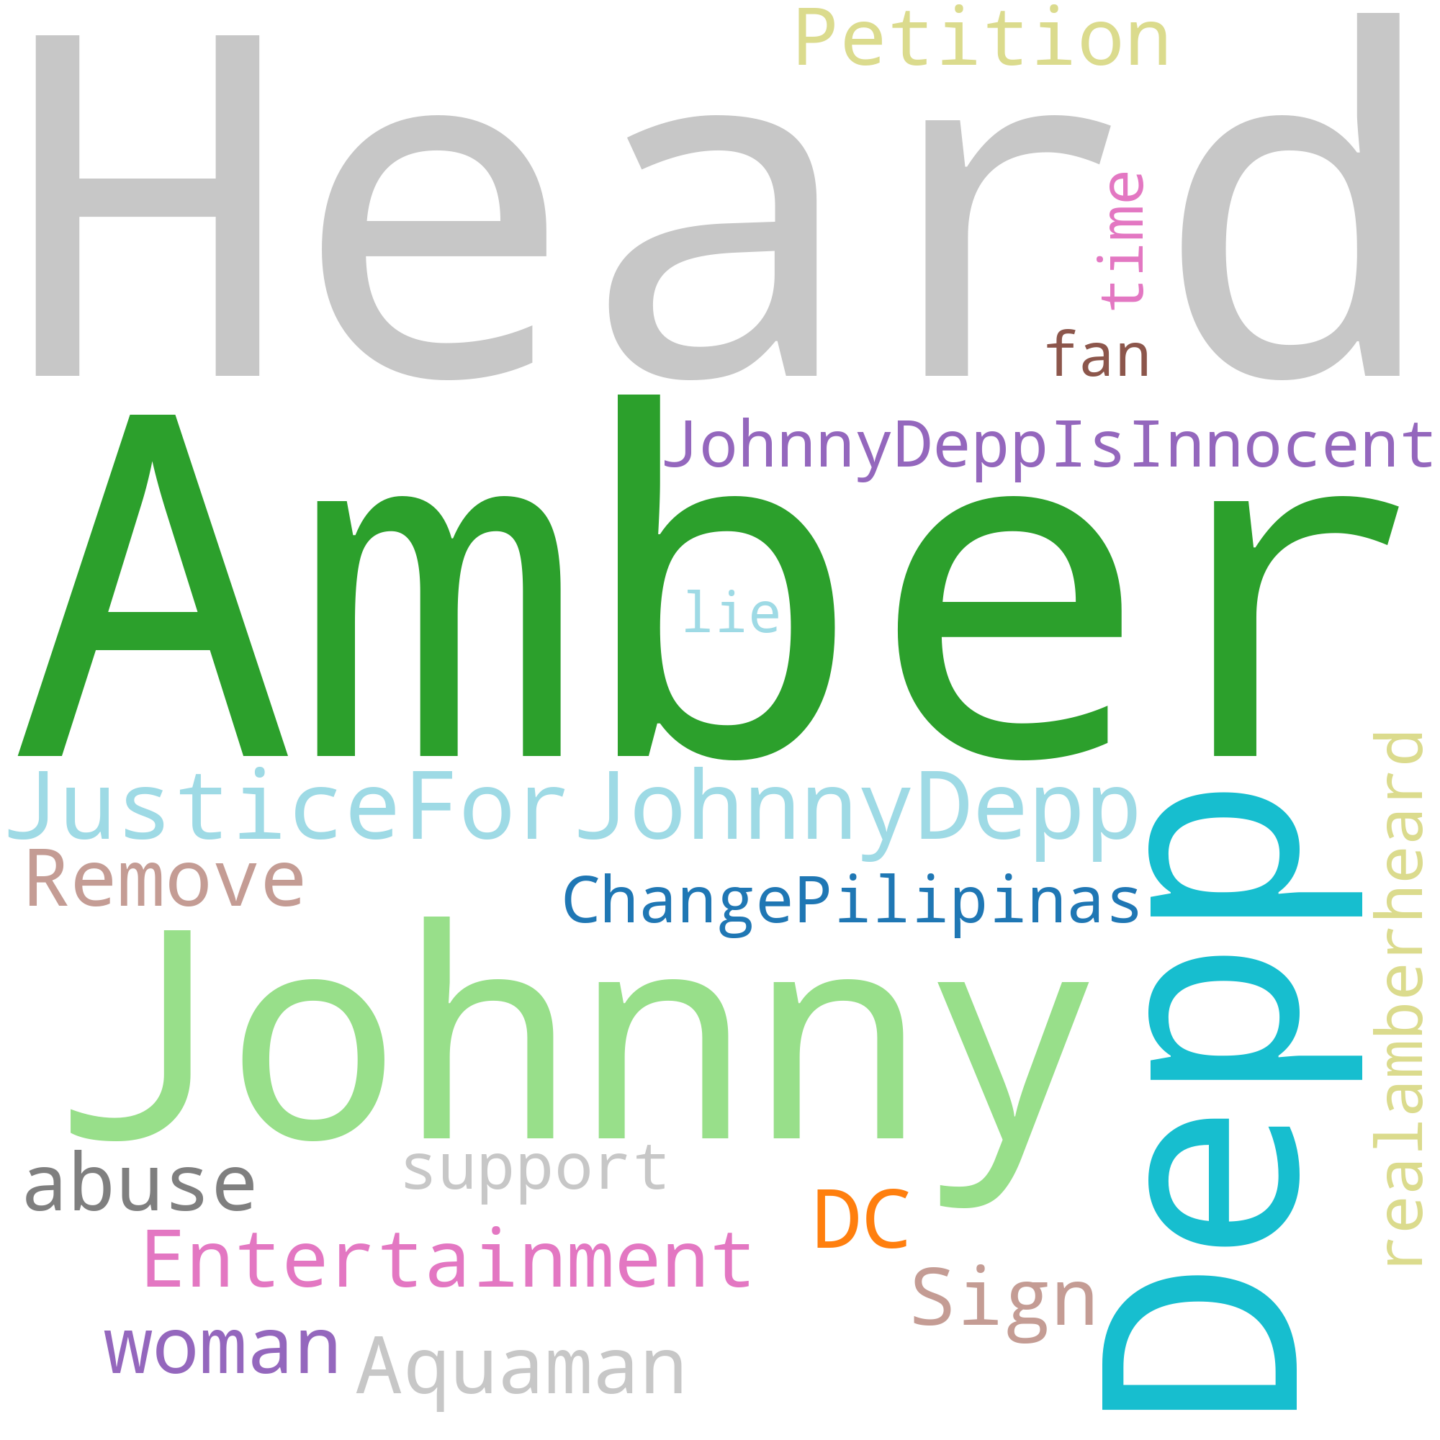 Petition
Heard
time
fan
JohnnyDeppIsInnocent
Amber
lie
JusticeForJohnnyDepp
Remove
ChangePilipinas
realamberheard
Johnny
Depp
abuse
support
DC
Entertainment
Sign
woman
Aquaman